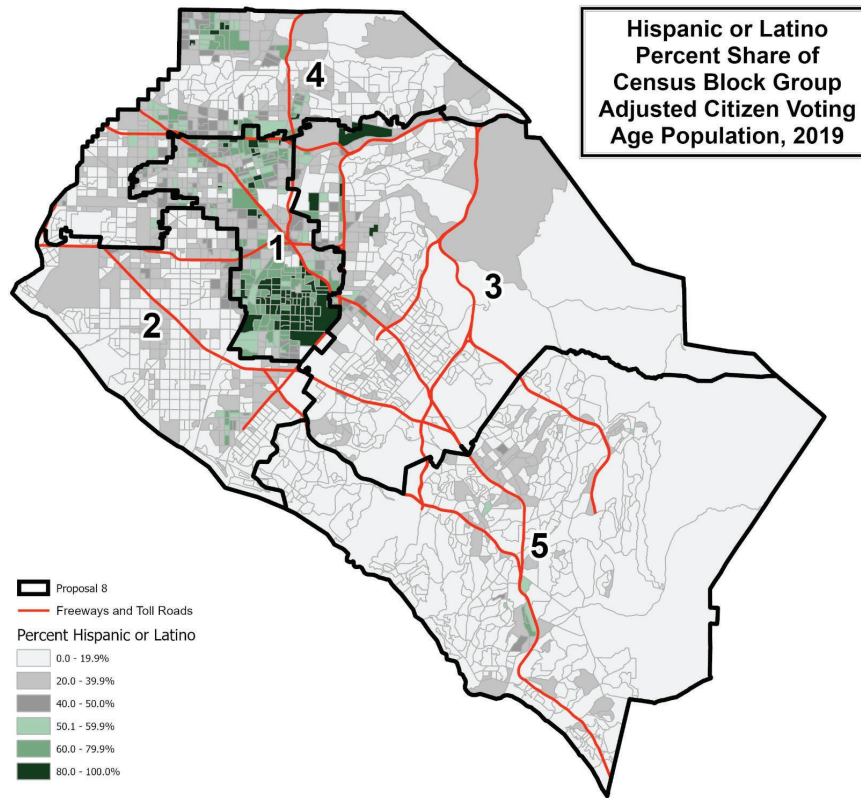 Hispanic or Latino
Percent Share of
Census Block Group
Adjusted Citizen Voting
Age Population, 2019
4
1
3
2
5
Proposal 8
Freeways and Toll Roads
Percent Hispanic or Latino
0.0 - 19.9%
20.0 - 39.9%
40.0 - 50.0%
50.1 - 59.9%
60.0 - 79.9%
80.0 - 100.0%